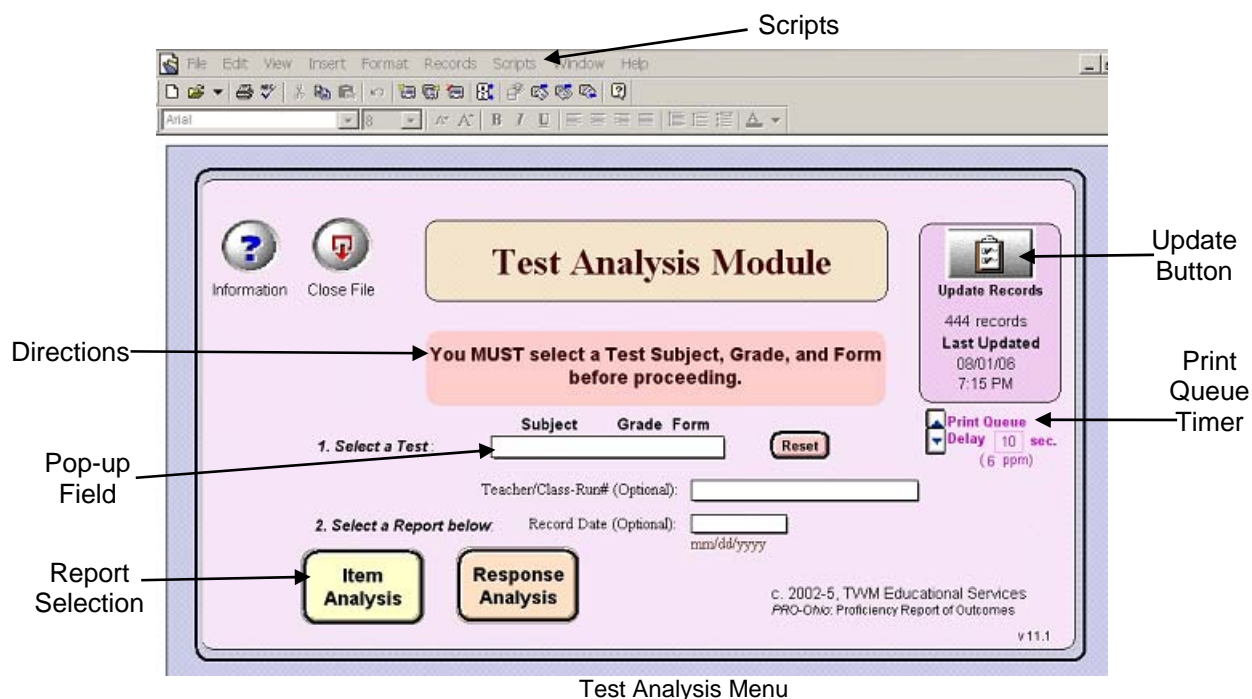 Scripts
File Edit View Insert Format Records Scripts Window Help
Arial 8 B I U A
Test Analysis Module
Information Close File
Update Records
444 records
Last Updated
08/01/06
7:15 PM
Update
Button
Directions
You MUST select a Test Subject, Grade, and Form
before proceeding.
Print Queue
Delay 10 sec.
(6 ppm)
Print
Queue
Timer
Subject Grade Form
1. Select a Test:
Reset
Pop-up
Field
Teacher/Class-Run# (Optional):
2. Select a Report below: Record Date (Optional):
mm/dd/yyyy
Report
Selection
Item
Analysis
Response
Analysis
c. 2002-5, TWM Educational Services
PRO-Ohio: Proficiency Report of Outcomes
v 11.1
Test Analysis Menu